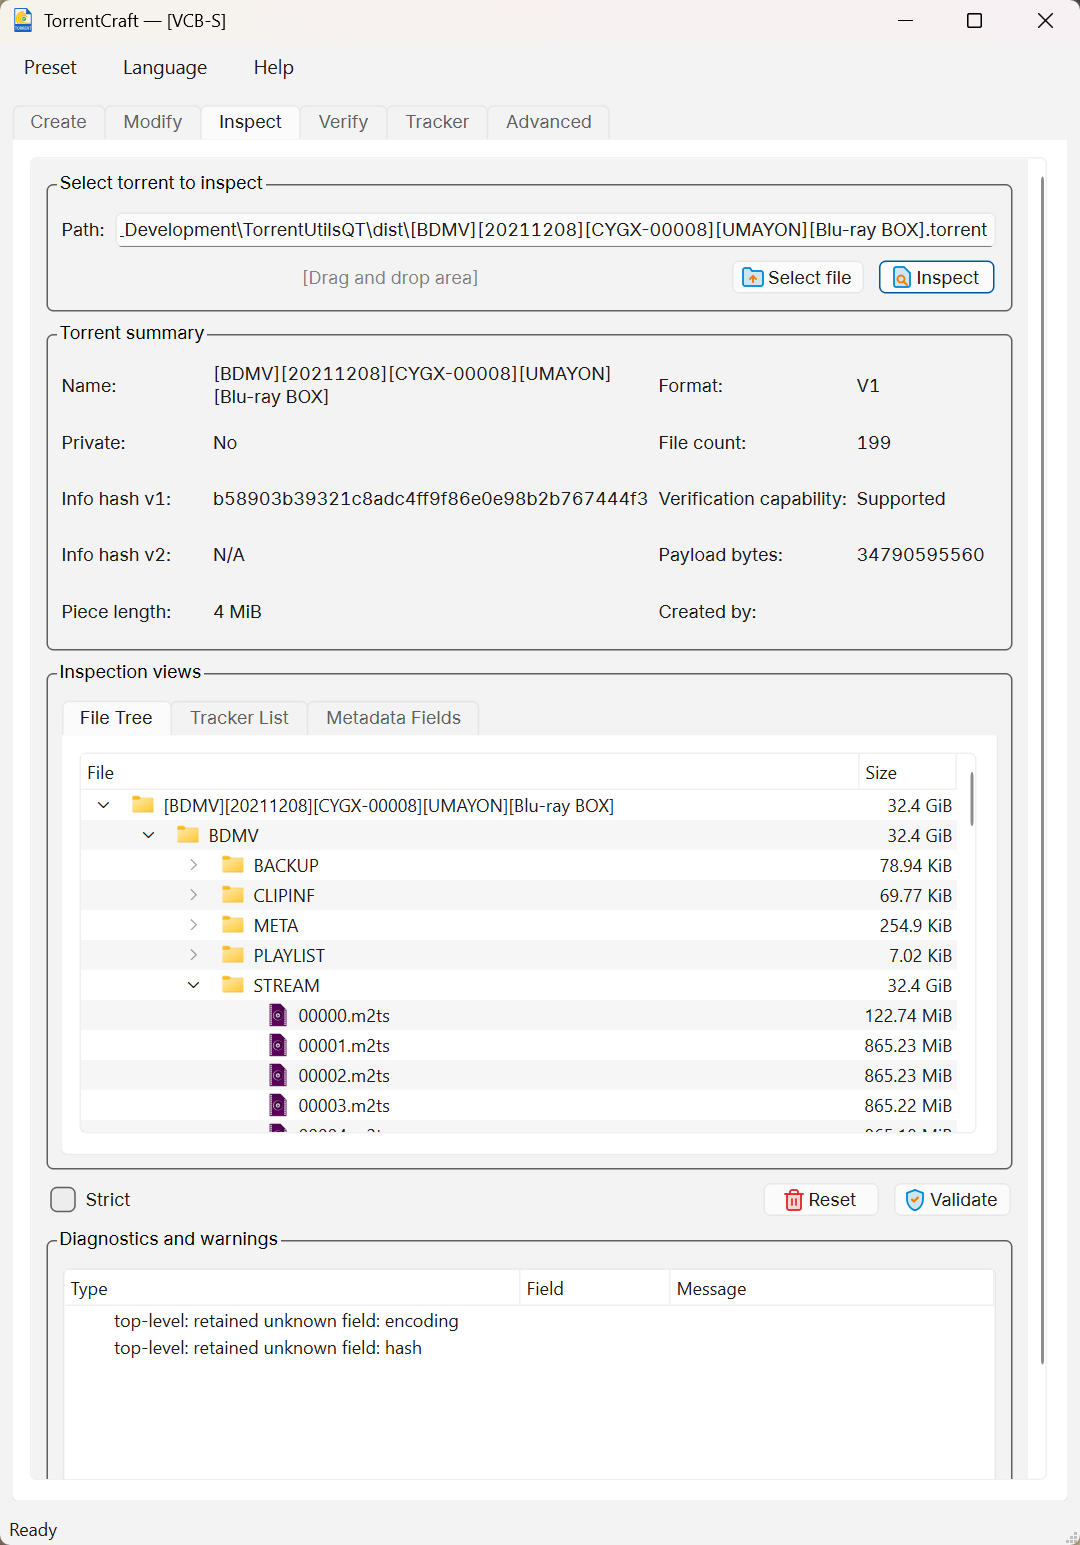 TorrentCraft — [VCB-S]
Preset Language Help
Create Modify Inspect Verify Tracker Advanced
Select torrent to inspect
Path: _Development\TorrentUtilsQT\dist\[BDMV][20211208][CYGX-00008][UMAYON][Blu-ray BOX].torrent
[Drag and drop area] Select file Inspect
Torrent summary
Name: [BDMV][20211208][CYGX-00008][UMAYON]
[Blu-ray BOX]
Format: V1
Private: No File count: 199
Info hash v1: b58903b39321c8adc4ff9f86e0e98b2b767444f3 Verification capability: Supported
Info hash v2: N/A Payload bytes: 34790595560
Piece length: 4 MiB Created by:
Inspection views
File Tree Tracker List Metadata Fields
File Size
[BDMV][20211208][CYGX-00008][UMAYON][Blu-ray BOX] 32.4 GiB
BDMV 32.4 GiB
BACKUP 78.94 KiB
CLIPINF 69.77 KiB
META 254.9 KiB
PLAYLIST 7.02 KiB
STREAM 32.4 GiB
00000.m2ts 122.74 MiB
00001.m2ts 865.23 MiB
00002.m2ts 865.23 MiB
00003.m2ts 865.22 MiB
Strict Reset Validate
Diagnostics and warnings
Type Field Message
top-level: retained unknown field: encoding
top-level: retained unknown field: hash
Ready